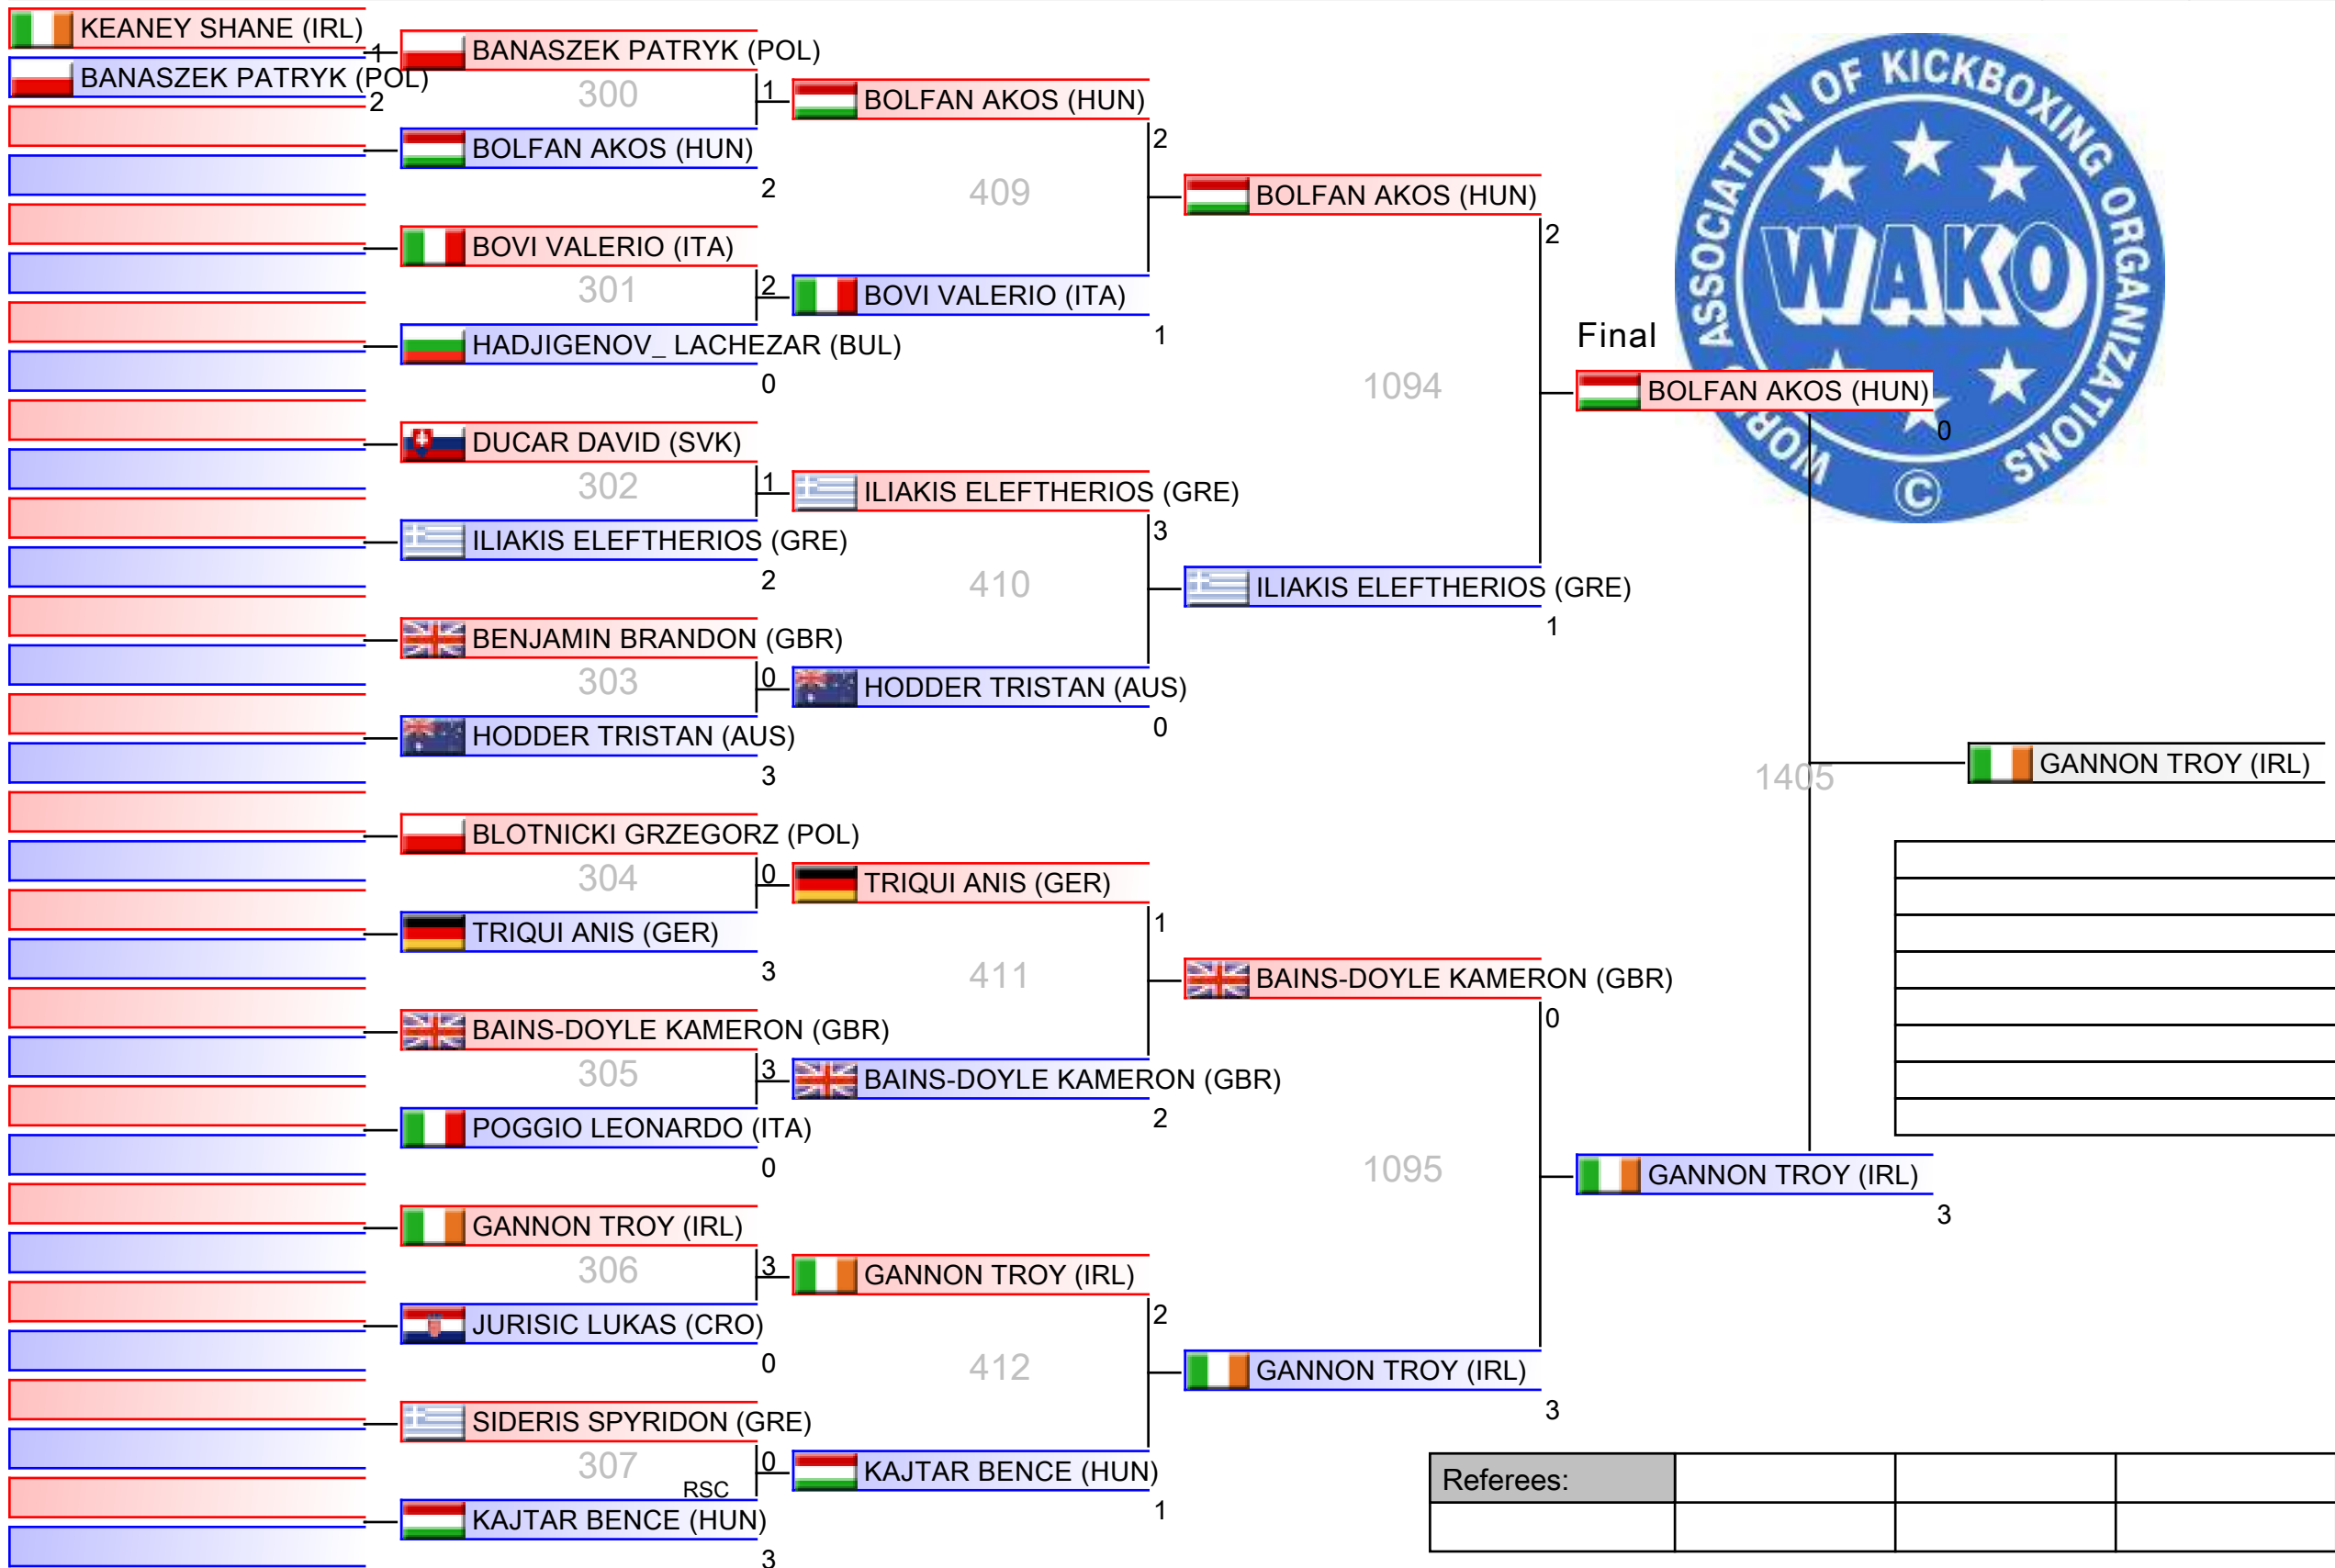 KEANEY SHANE (IRL)
1
BANASZEK PATRYK (POL)
2
BANASZEK PATRYK (POL)
300
1
BOLFAN AKOS (HUN)
2
BOVI VALERIO (ITA)
301
2
HADJIGENOV_ LACHEZAR (BUL)
0
DUCAR DAVID (SVK)
302
1
ILIAKIS ELEFTHERIOS (GRE)
2
BENJAMIN BRANDON (GBR)
303
0
HODDER TRISTAN (AUS)
3
BLOTNICKI GRZEGORZ (POL)
304
0
TRIQUI ANIS (GER)
3
BAINS-DOYLE KAMERON (GBR)
305
3
POGGIO LEONARDO (ITA)
0
GANNON TROY (IRL)
306
3
JURISIC LUKAS (CRO)
0
SIDERIS SPYRIDON (GRE)
307
RSC
0
KAJTAR BENCE (HUN)
3
BOLFAN AKOS (HUN)
2
409
BOVI VALERIO (ITA)
1
ILIAKIS ELEFTHERIOS (GRE)
3
410
HODDER TRISTAN (AUS)
0
TRIQUI ANIS (GER)
1
411
BAINS-DOYLE KAMERON (GBR)
2
GANNON TROY (IRL)
2
412
KAJTAR BENCE (HUN)
1
BOLFAN AKOS (HUN)
2
1094
ILIAKIS ELEFTHERIOS (GRE)
1
BAINS-DOYLE KAMERON (GBR)
0
1095
GANNON TROY (IRL)
3
Final
BOLFAN AKOS (HUN)
0
1405
GANNON TROY (IRL)
3
GANNON TROY (IRL)
ASSOCIATION OF KICKBOXING ORGANIZATIONS
WAKO
©
Referees: